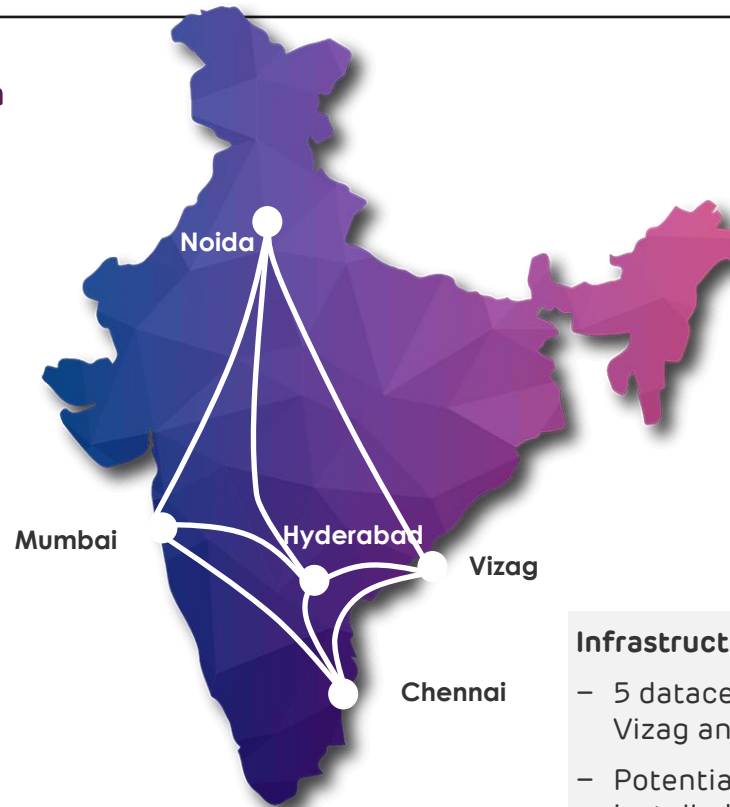 Noida
Mumbai
Hyderabad
Vizag
Chennai
Infrastruct
– 5 datace
Vizag an
– Potentia